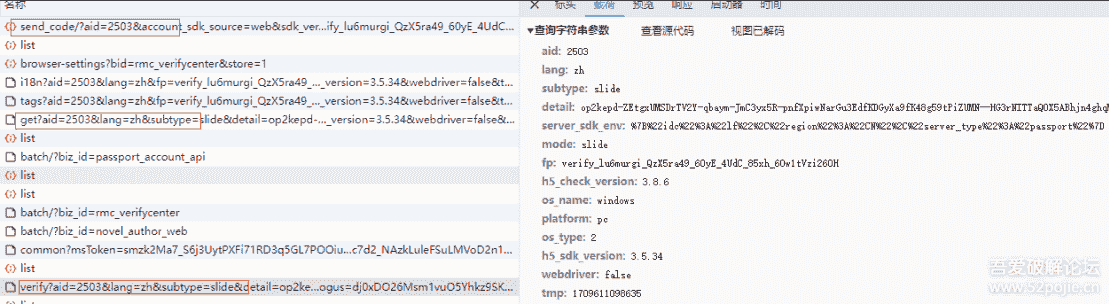 名称
send_code/?aid=2503&account_sdk_source=web&sdk_ver...ify_lu6murgi_QzX5ra49_60yE_4UdC...
list
browser-settings?bid=rmc_verifycenter&store=1
i18n?aid=2503&lang=zh&fp=verify_lu6murgi_QzX5ra49_..._version=3.5.34&webdriver=false&t...
tags?aid=2503&lang=zh&fp=verify_lu6murgi_QzX5ra49_..._version=3.5.34&webdriver=false&...
get?aid=2503&lang=zh&subtype=slide&detail=op2kepd-..._version=3.5.34&webdriver=false&...
list
batch/?biz_id=passport_account_api
list
list
batch/?biz_id=rmc_verifycenter
batch/?biz_id=novel_author_web
common?msToken=smzk2Ma7_S6j3UytPXFi71RD3q5GL7POOiu...c7d2_NAzkLuleFSuLMVoD2n1...
list
verify?aid=2503&lang=zh&subtype=slide&detail=op2ke...ogus=dj0xDO26Msm1vuO5Yhkz9SK...
list
标头 载荷 预览 响应 启动器 时间
▼查询字符串参数 查看源代码 视图已解码
aid: 2503
lang: zh
subtype: slide
detail:
server_sdk_env: %7B%22idc%22%3A%22lf%22%2C%22region%22%3A%22CN%22%2C%22server_type%22%3A%22passport%22%7D
mode: slide
fp: verify_lu6murgi_QzX5ra49_60yE_4UdC_85xh_60w1tVzi26OH
h5_check_version: 3.8.6
os_name: windows
platform: pc
os_type: 2
h5_sdk_version: 3.5.34
webdriver: false
tmp: 1709611098635
吾爱破解论坛
www.52pojie.cn